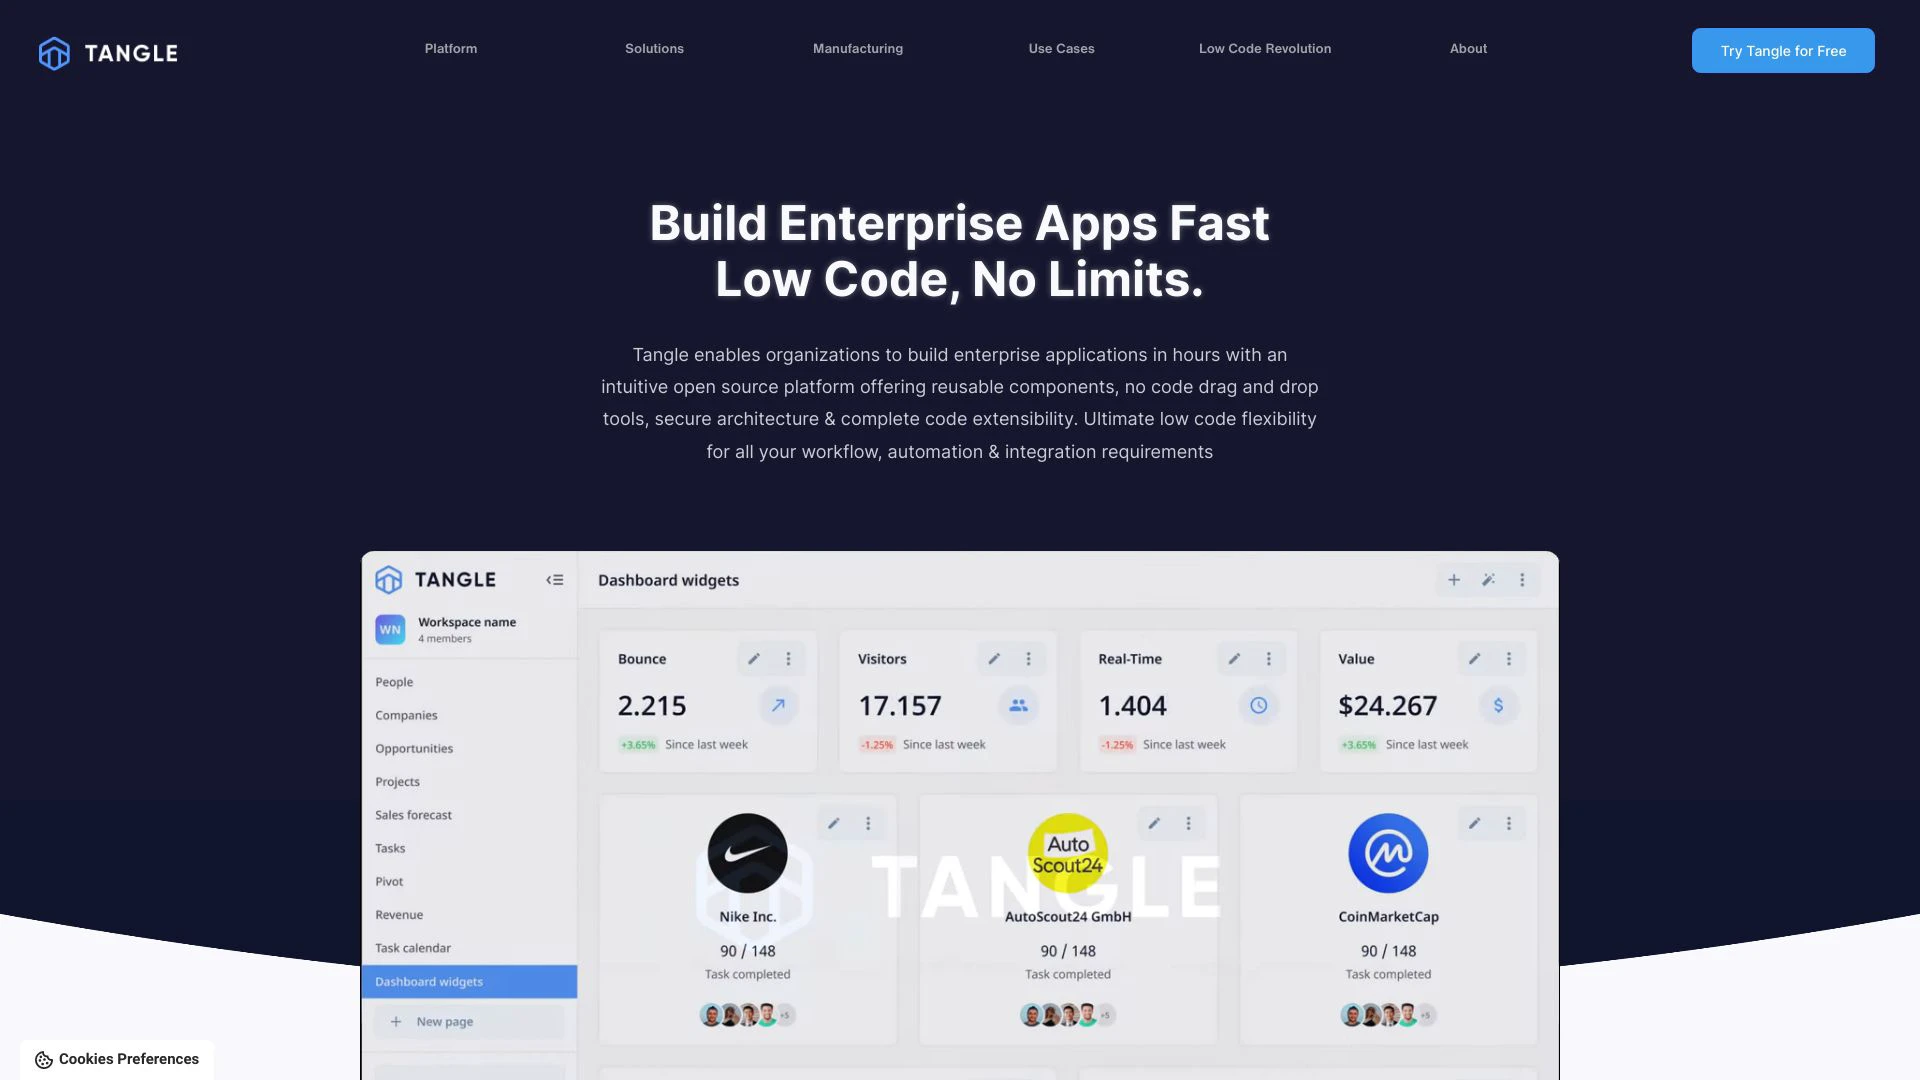 TANGLE
Platform
Solutions
Manufacturing
Use Cases
Low Code Revolution
About
Try Tangle for Free
Build Enterprise Apps Fast
Low Code, No Limits.
Tangle enables organizations to build enterprise applications in hours with an
intuitive open source platform offering reusable components, no code drag and drop
tools, secure architecture & complete code extensibility. Ultimate low code flexibility
for all your workflow, automation & integration requirements
TANGLE
Dashboard widgets
WN
Workspace name
4 members
People
Companies
Opportunities
Projects
Sales forecast
Tasks
Pivot
Revenue
Task calendar
Dashboard widgets
New page
Bounce
2.215
+3.65% Since last week
Visitors
17.157
-1.25% Since last week
Real-Time
1.404
-1.25% Since last week
Value
$24.267
$
+3.65% Since last week
TANGLE
Nike Inc.
90 / 148
Task completed
+5
Auto
Scout24
AutoScout24 GmbH
90 / 148
Task completed
+5
CoinMarketCap
90 / 148
Task completed
+5
Cookies Preferences